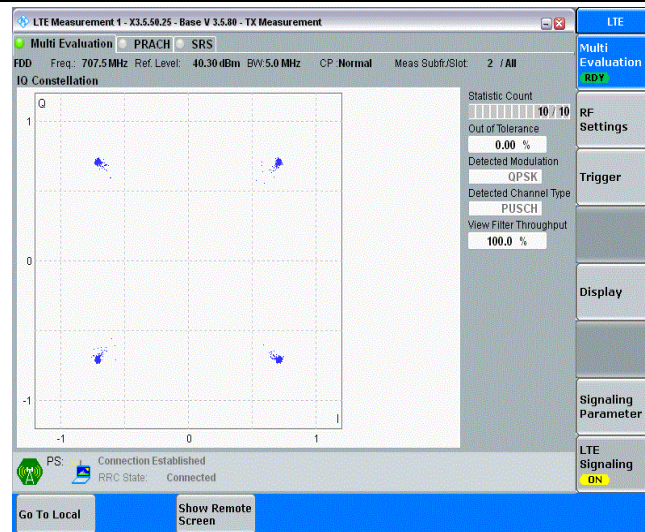 LTE Measurement 1 - X3.5.50.25 - Base V 3.5.80 - TX Measurement
LTE
Multi Evaluation PRACH SRS
Multi
Evaluation
RDY
FDD Freq.: 707.5 MHz Ref. Level: 40.30 dBm BW:5.0 MHz CP :Normal Meas Subfr/Slot: 2 / All
IQ Constellation
Q
1
0
-1
-1 0 1
I
Statistic Count
10 / 10
Out of Tolerance
0.00 %
Detected Modulation
QPSK
Detected Channel Type
PUSCH
View Filter Throughput
100.0 %
RF
Settings
Trigger
Display
Signaling
Parameter
LTE
Signaling
ON
PS: Connection Established
RRC State: Connected
Go To Local
Show Remote
Screen